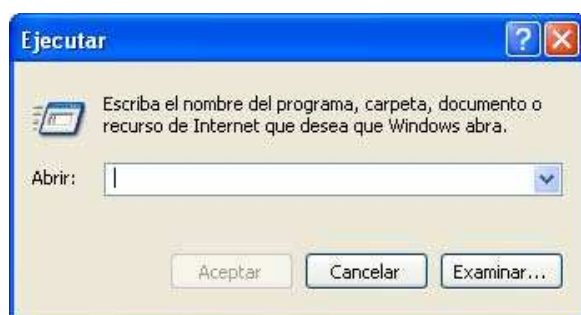 Ejecutar
Escriba el nombre del programa, carpeta, documento o
recurso de Internet que desea que Windows abra.
Abrir:
Aceptar Cancelar Examinar...